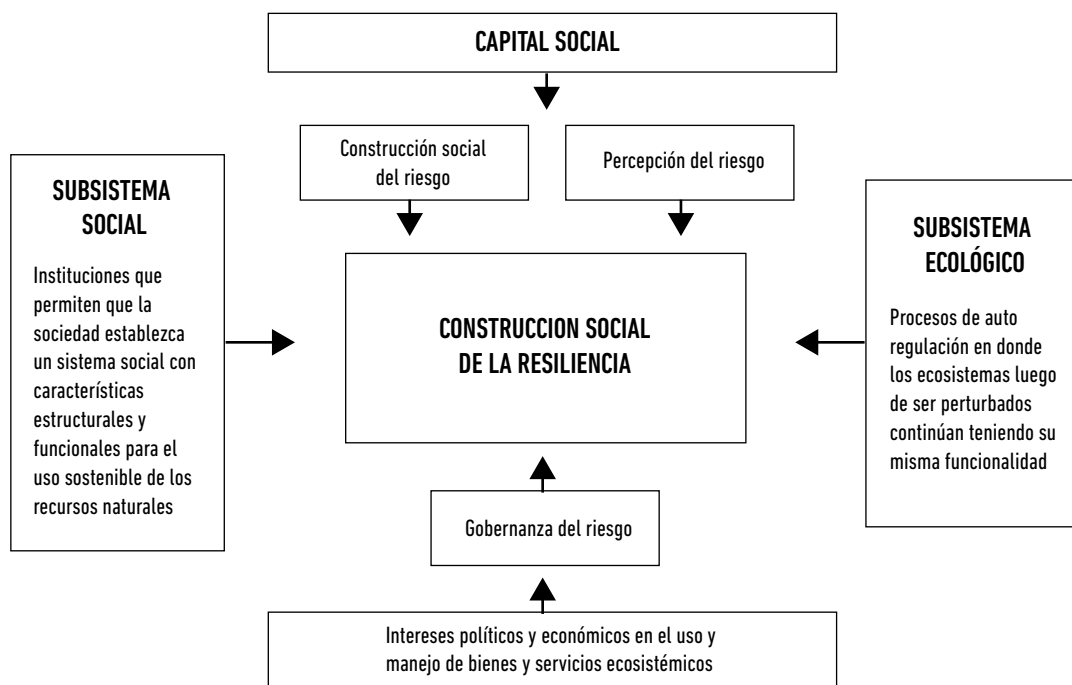 CAPITAL SOCIAL
Construcción social
del riesgo
Percepción del riesgo
SUBSISTEMA
SOCIAL
Instituciones que
permiten que la
sociedad establezca
un sistema social con
características
estructurales y
funcionales para el
uso sostenible de los
recursos naturales
CONSTRUCCION SOCIAL
DE LA RESILIENCIA
SUBSISTEMA
ECOLÓGICO
Procesos de auto
regulación en donde
los ecosistemas luego
de ser perturbados
continúan teniendo su
misma funcionalidad
Gobernanza del riesgo
Intereses políticos y económicos en el uso y
manejo de bienes y servicios ecosistémicos